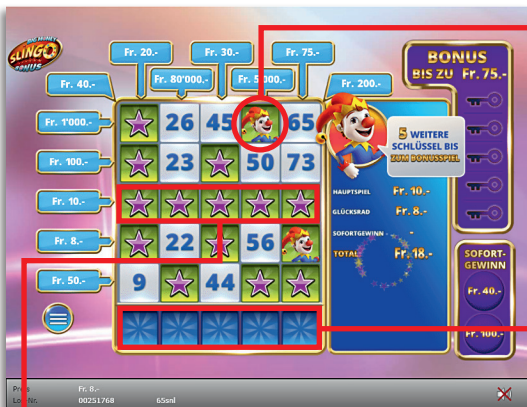 DIGIMINI
SLINGO
BONUS
Fr. 20.-
Fr. 30.-
Fr. 75.-
Fr. 40.-
Fr. 80'000,-
Fr. 5'000.-
Fr. 200.-
BONUS
BIS ZU Fr. 75.-
Fr. 1'000.-
26 45 65
5 WEITERE
SCHLÜSSEL BIS
ZUM BONUSSPIEL
Fr. 100.-
23 50 73
HAUPTSPIEL Fr. 10.-
Fr. 10.-
GLÜCKSRAD Fr. 8.-
SOFORTGEWINN -
Fr. 8.-
22 56
TOTAL Fr. 18.-
SOFORT-
GEWINN
Fr. 50.-
9 44
Fr. 40.-
Fr. 100.-
Fr. 8.-
00251768 65snl